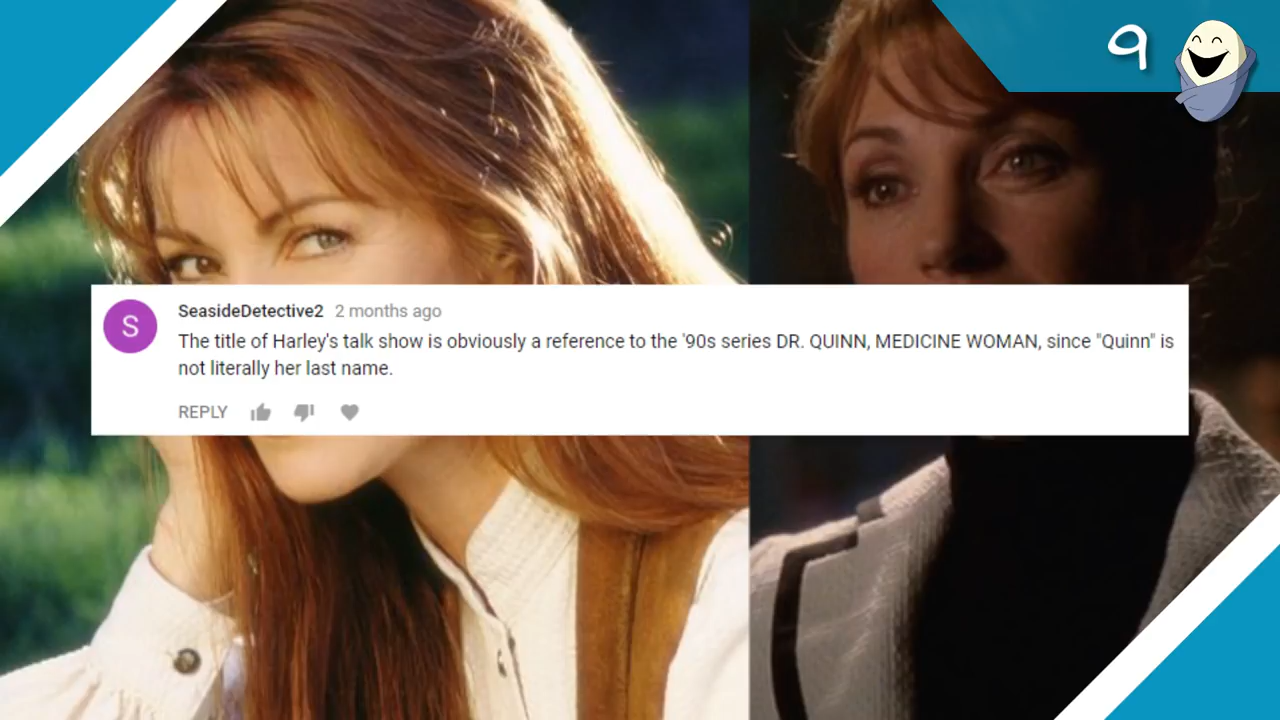 9
S
SeasideDetective2 2 months ago
The title of Harley's talk show is obviously a reference to the '90s series DR. QUINN, MEDICINE WOMAN, since "Quinn" is
not literally her last name.
REPLY